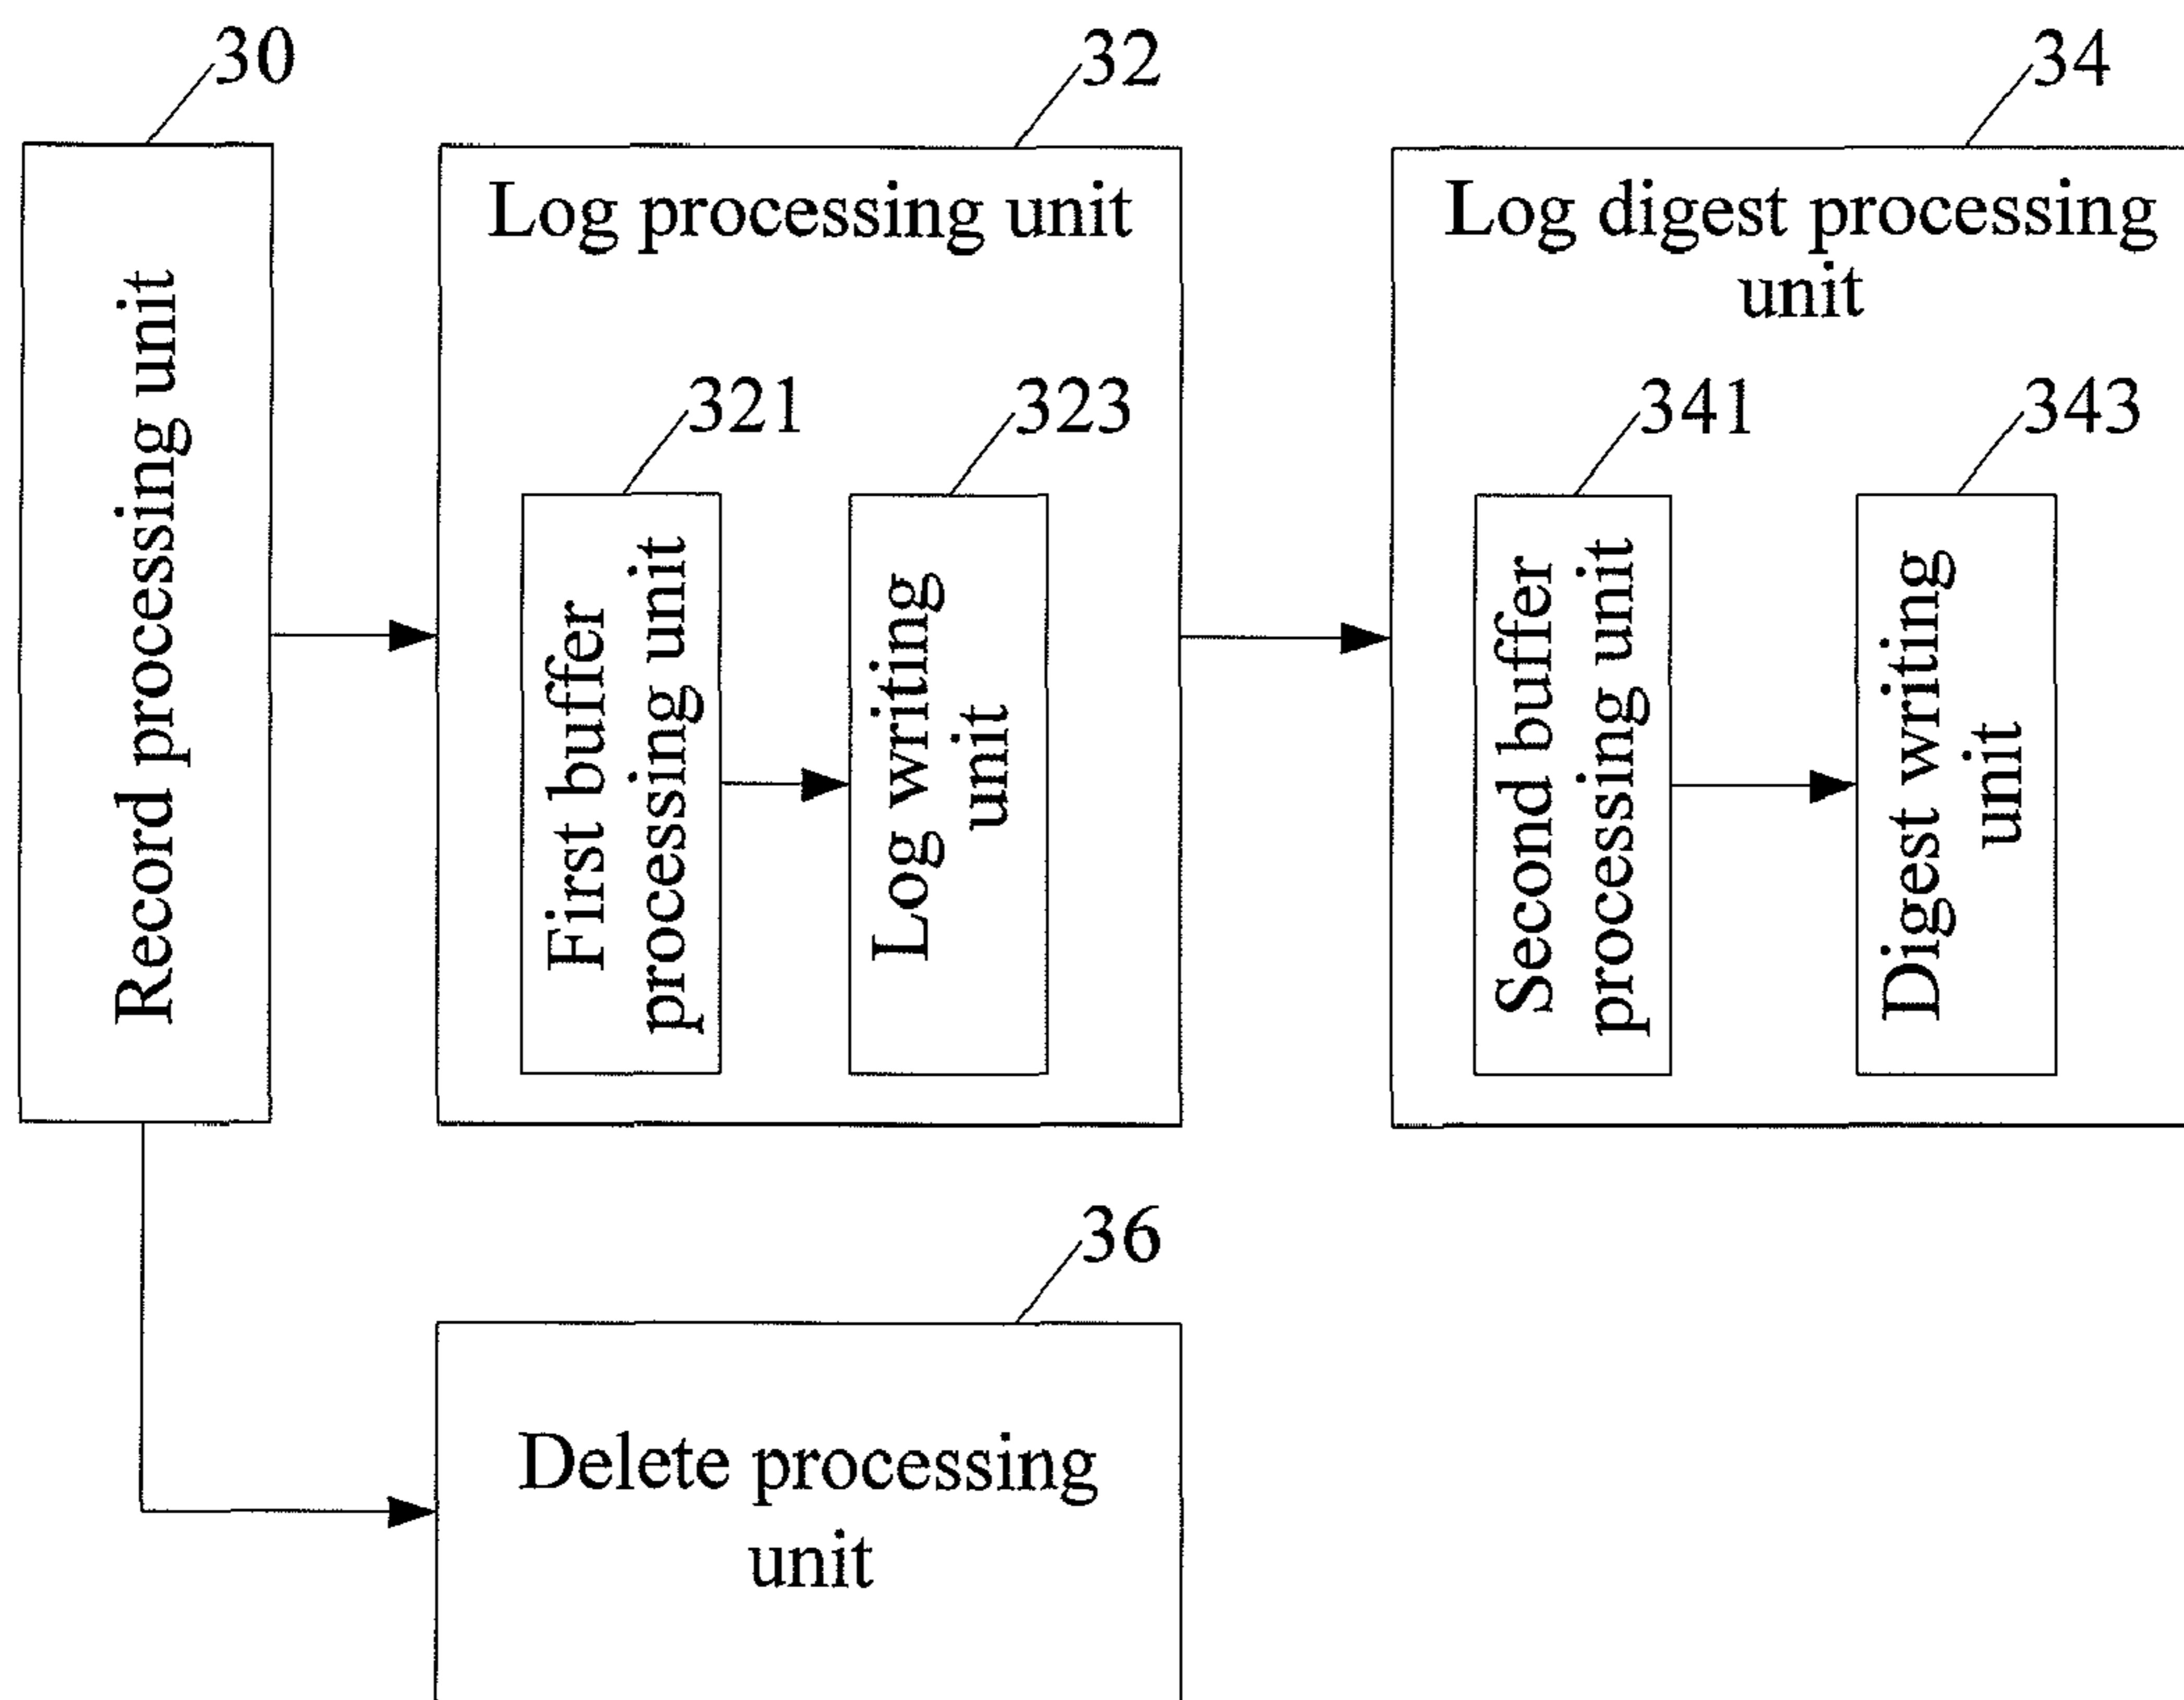 30
32
34
Record processing unit
Log processing unit
Log digest processing
unit
321
323
341
343
First buffer
processing unit
Log writing
unit
Second buffer
processing unit
Digest writing
unit
36
Delete processing
unit